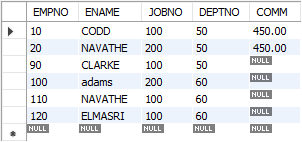 EMPNO ENAME JOBNO DEPTNO COMM
10 CODD 100 50 450.00
20 NAVATHE 200 50 450.00
90 CLARKE 100 50 NULL
100 adams 200 60 NULL
110 NAVATHE 100 60 NULL
120 ELMASRI 100 60 NULL
NULL NULL NULL NULL NULL